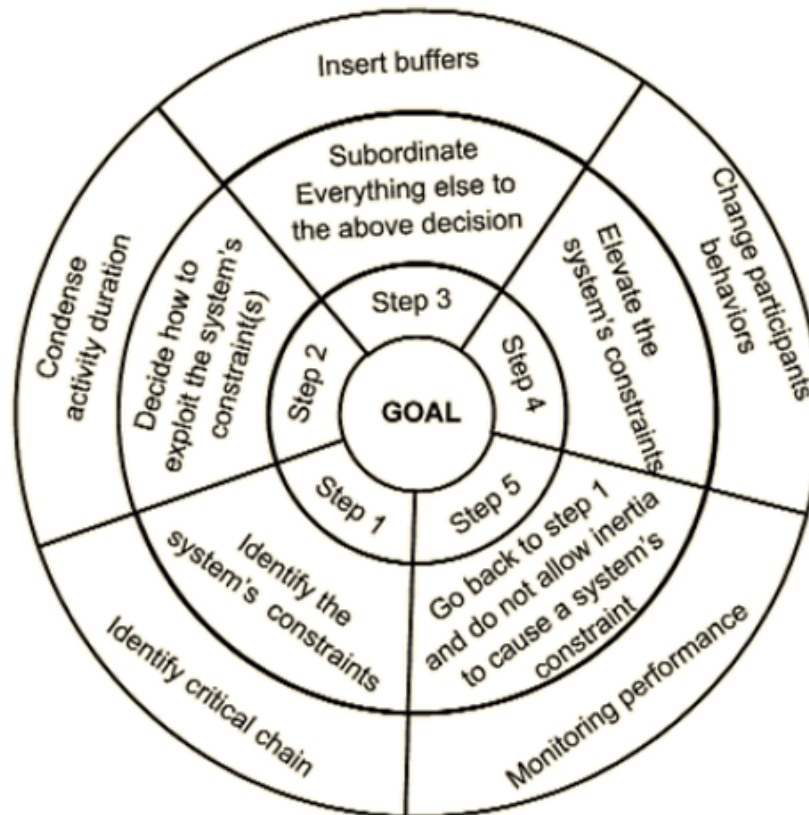 Insert buffers
Subordinate
Everything else to
the above decision
Step 3
Change participants
behaviors
Elevate the
system's constraints
Step 4
GOAL
Condense
activity duration
Decide how to
exploit the system's
constraint(s)
Step 2
Step 1
Identify the
system's constraints
Identify critical chain
Step 5
Go back to step 1
and do not allow inertia
to cause a system's
constraint
Monitoring performance